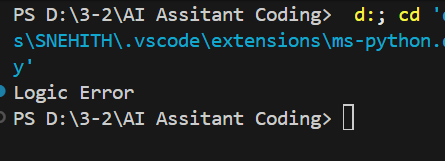 PS D:\3-2\AI Assitant Coding>  d:; cd '
s\SNEHITH\.vscode\extensions\ms-python.
y'
Logic Error
PS D:\3-2\AI Assitant Coding>